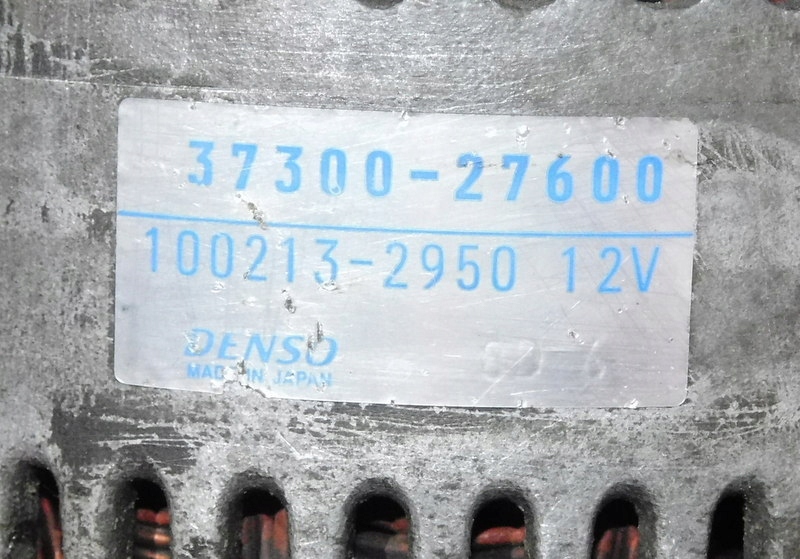 37300-27600
100213-2950 12V
DENSO
MADE IN JAPAN